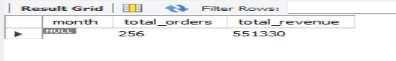 Result Grid Filter Rows:
month total_orders total_revenue
NULL 256 551330